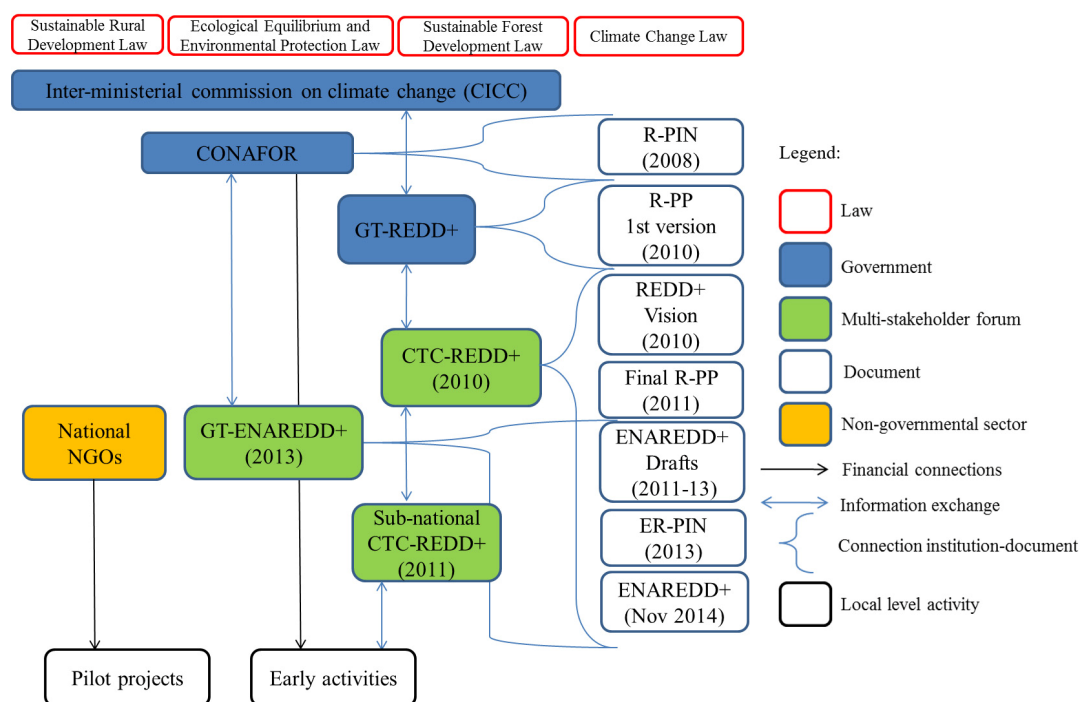 Sustainable Rural
Development Law
Ecological Equilibrium and
Environmental Protection Law
Sustainable Forest
Development Law
Climate Change Law
Inter-ministerial commission on climate change (CICC)
CONAFOR
GT-REDD+
CTC-REDD+
(2010)
National
NGOs
GT-ENAREDD+
(2013)
Sub-national
CTC-REDD+
(2011)
Pilot projects
Early activities
R-PIN
(2008)
R-PP
1st version
(2010)
REDD+
Vision
(2010)
Final R-PP
(2011)
ENAREDD+
Drafts
(2011-13)
ER-PIN
(2013)
ENAREDD+
(Nov 2014)
Legend:
Law
Government
Multi-stakeholder forum
Document
Non-governmental sector
Financial connections
Information exchange
Connection institution-document
Local level activity